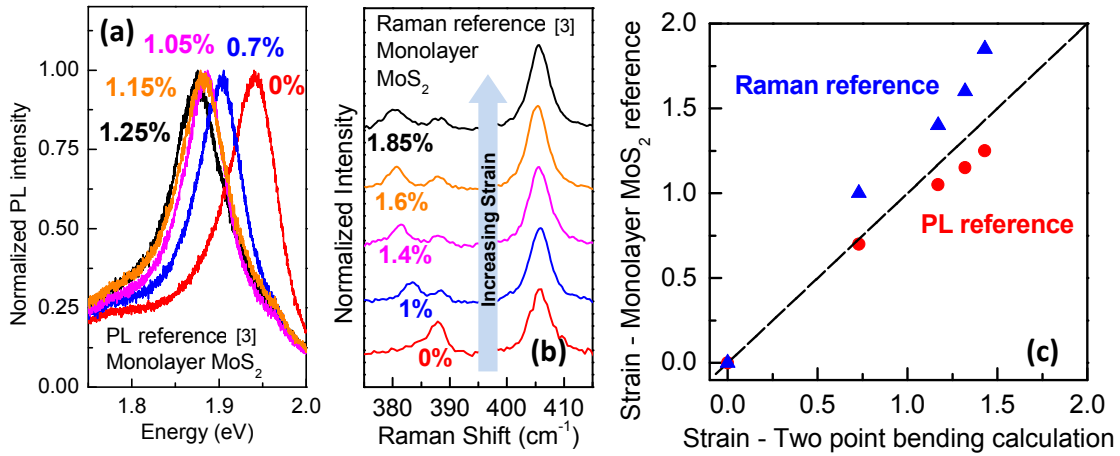 (a)
1.05%
0.7%
0%
1.15%
1.25%
1.00
0.75
0.50
0.25
0.00
Normalized PL intensity
PL reference [3]
Monolayer MoS₂
1.8
1.9
2.0
Energy (eV)
Raman reference [3]
Monolayer
MoS₂
1.85%
1.6%
1.4%
1%
0%
Increasing Strain
(b)
Normalized Intensity
380
390
400
410
Raman Shift (cm⁻¹)
2.0
1.5
1.0
0.5
0.0
Strain - Monolayer MoS₂ reference
Raman reference
PL reference
(c)
0.0
0.5
1.0
1.5
2.0
Strain - Two point bending calculation